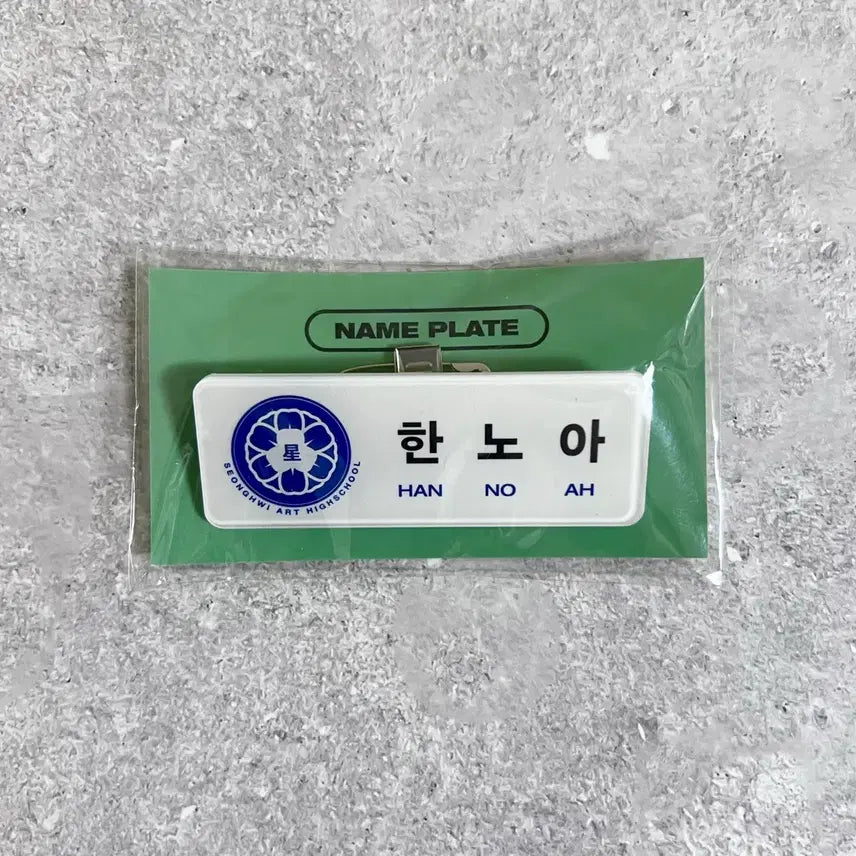 NAME PLATE
星
SEONGHWI ART HIGHSCHOOL
한 노 아
HAN NO AH